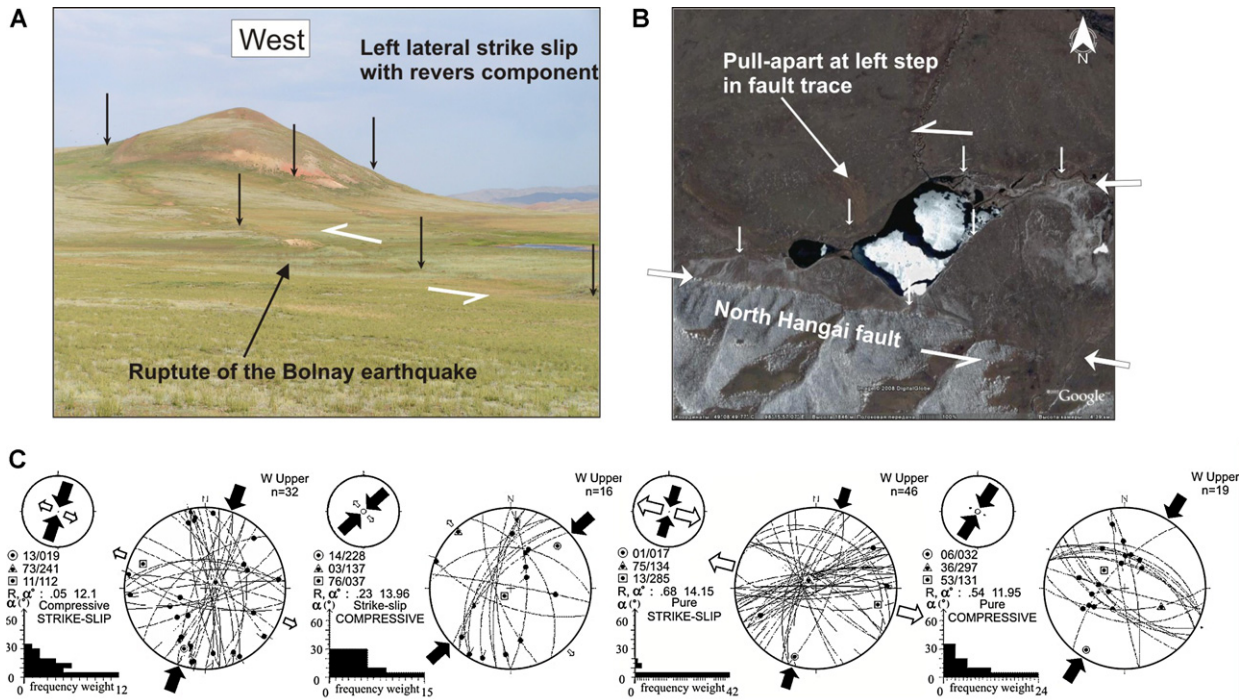 A
West
Left lateral strike slip
with revers component
Ruptute of the Bolnay earthquake
B
N
Pull-apart at left step
in fault trace
North Hangai fault
Google
C
W Upper
n=32
N
13/019
73/241
11/112
R, α° : .05 12.1
α (°) Compressive
STRIKE-SLIP
60
30
0
0 frequency weight 12
W Upper
n=16
N
14/228
03/137
76/037
R, α° : .23 13.96
α (°) Strike-slip
COMPRESSIVE
60
30
0
0 frequency weight 15
W Upper
n=46
N
01/017
75/134
13/285
R, α° : .68 14.15
α (°) Pure
STRIKE-SLIP
60
30
0
0 frequency weight 42
W Upper
n=19
N
06/032
36/297
53/131
R, α° : .54 11.95
α (°) Pure
COMPRESSIVE
60
30
0
0 frequency weight 24